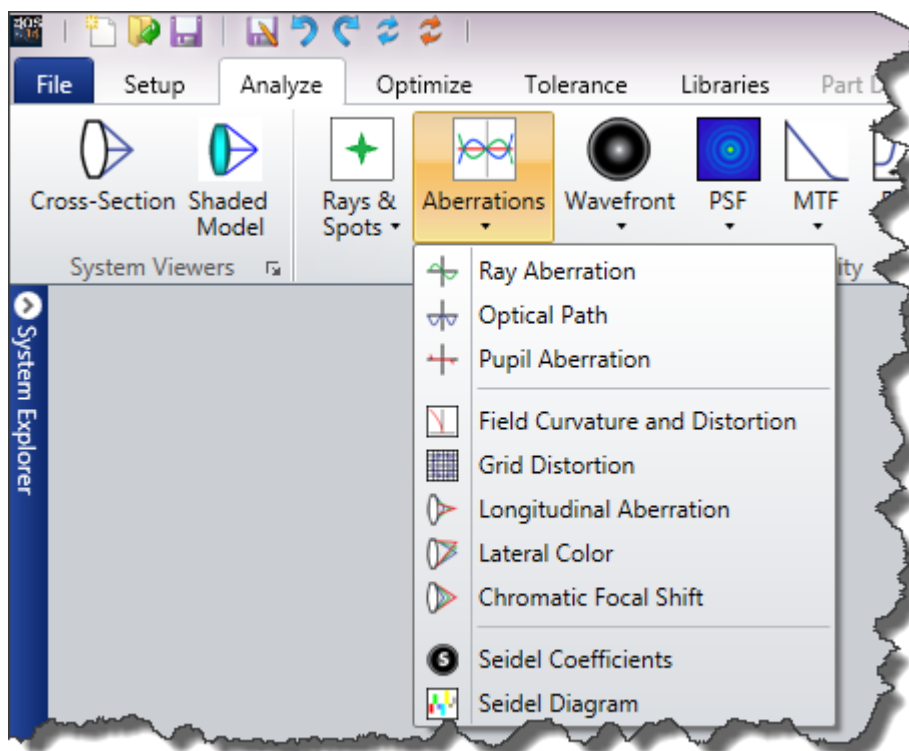 File Setup Analyze Optimize Tolerance Libraries Part
Cross-Section Shaded Model Rays & Spots Aberrations Wavefront PSF MTF
System Viewers ity
Ray Aberration
Optical Path
Pupil Aberration
Field Curvature and Distortion
Grid Distortion
Longitudinal Aberration
Lateral Color
Chromatic Focal Shift
Seidel Coefficients
Seidel Diagram
System Explorer